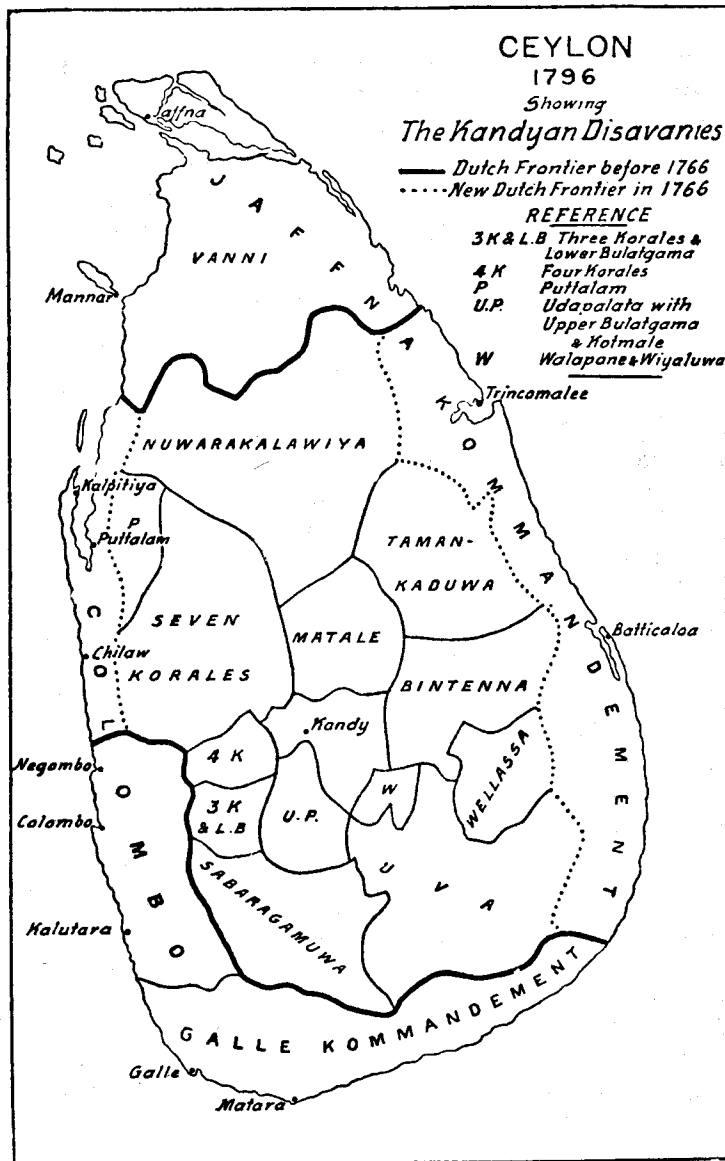 CEYLON
1796
Showing
The Kandyan Disavanies
Dutch Frontier before 1766
New Dutch Frontier in 1766
REFERENCE
3K & L.B Three Korales &
Lower Bulatgama
4 K Four Korales
P Puttalam
U.P. Udapalata with
Upper Bulatgama
& Kotmale
W Walapane & Wiyaluwa
Jaffna
JAFFNA KOMMANDEMENT
VANNI
Mannar
Trincomalee
NUWARAKALAWIYA
Kalpitiya
P
Puttalam
TAMAN-
KADUWA
SEVEN
KORALES
MATALE
Batticaloa
Chilaw
COLOMBO
BINTENNA
Kandy
WELLASSA
4 K
Negombo
W
3 K
& L.B
U.P.
Colombo
UVA
SABARAGAMUWA
Kalutara
GALLE KOMMANDEMENT
Galle
Matara